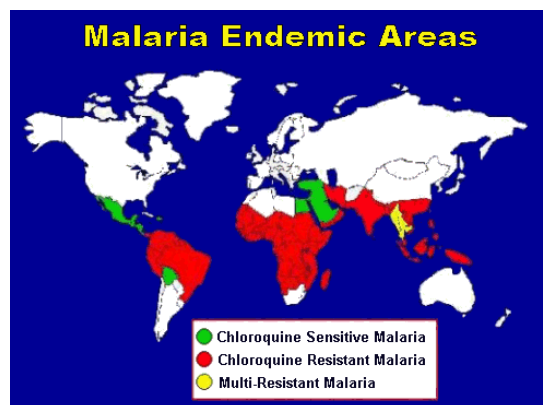 Malaria Endemic Areas
Chloroquine Sensitive Malaria
Chloroquine Resistant Malaria
Multi-Resistant Malaria